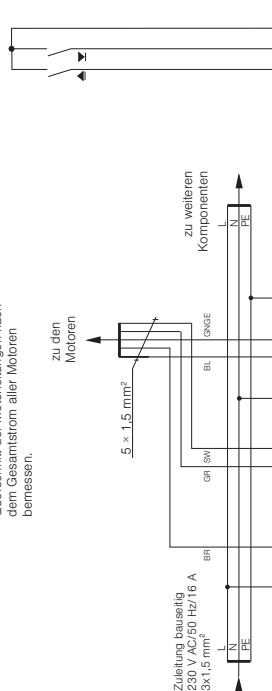 dem Gesamtstrom aller Motoren
bemessen.
zu den
Motoren
5 × 1,5 mm²
zu weiteren
Komponenten
L
N
PE
BR
GR
SW
BL
GNGE
Zuleitung bauseitig
230 V AC/50 Hz/16 A
3x1,5 mm²
L
N
PE